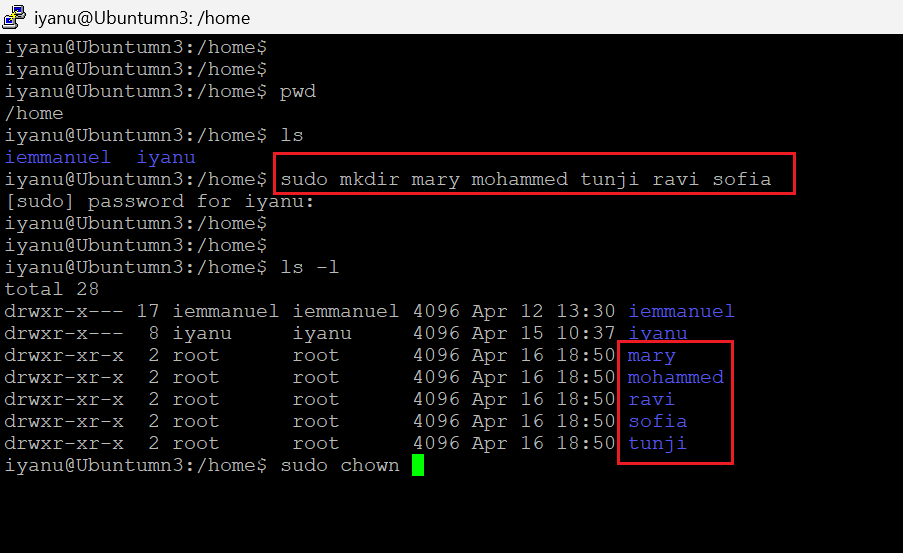 iyanu@Ubuntumn3: /home
iyanu@Ubuntumn3:/home$
iyanu@Ubuntumn3:/home$
iyanu@Ubuntumn3:/home$ pwd
/home
iyanu@Ubuntumn3:/home$ ls
iemmanuel  iyanu
iyanu@Ubuntumn3:/home$ sudo mkdir mary mohammed tunji ravi sofia
[sudo] password for iyanu:
iyanu@Ubuntumn3:/home$
iyanu@Ubuntumn3:/home$
iyanu@Ubuntumn3:/home$ ls -l
total 28
drwxr-x--- 17 iemmanuel iemmanuel 4096 Apr 12 13:30 iemmanuel
drwxr-x---  8 iyanu     iyanu     4096 Apr 15 10:37 iyanu
drwxr-xr-x  2 root      root      4096 Apr 16 18:50 mary
drwxr-xr-x  2 root      root      4096 Apr 16 18:50 mohammed
drwxr-xr-x  2 root      root      4096 Apr 16 18:50 ravi
drwxr-xr-x  2 root      root      4096 Apr 16 18:50 sofia
drwxr-xr-x  2 root      root      4096 Apr 16 18:50 tunji
iyanu@Ubuntumn3:/home$ sudo chown